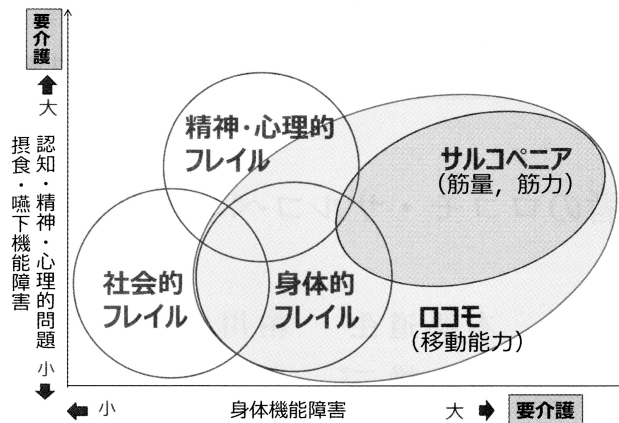 要介護
大
認知・精神・心理的問題
摂食・嚥下機能障害
小
精神・心理的
フレイル
サルコペニア
（筋量，筋力）
社会的
フレイル
身体的
フレイル
ロコモ
（移動能力）
小
身体機能障害
大
要介護